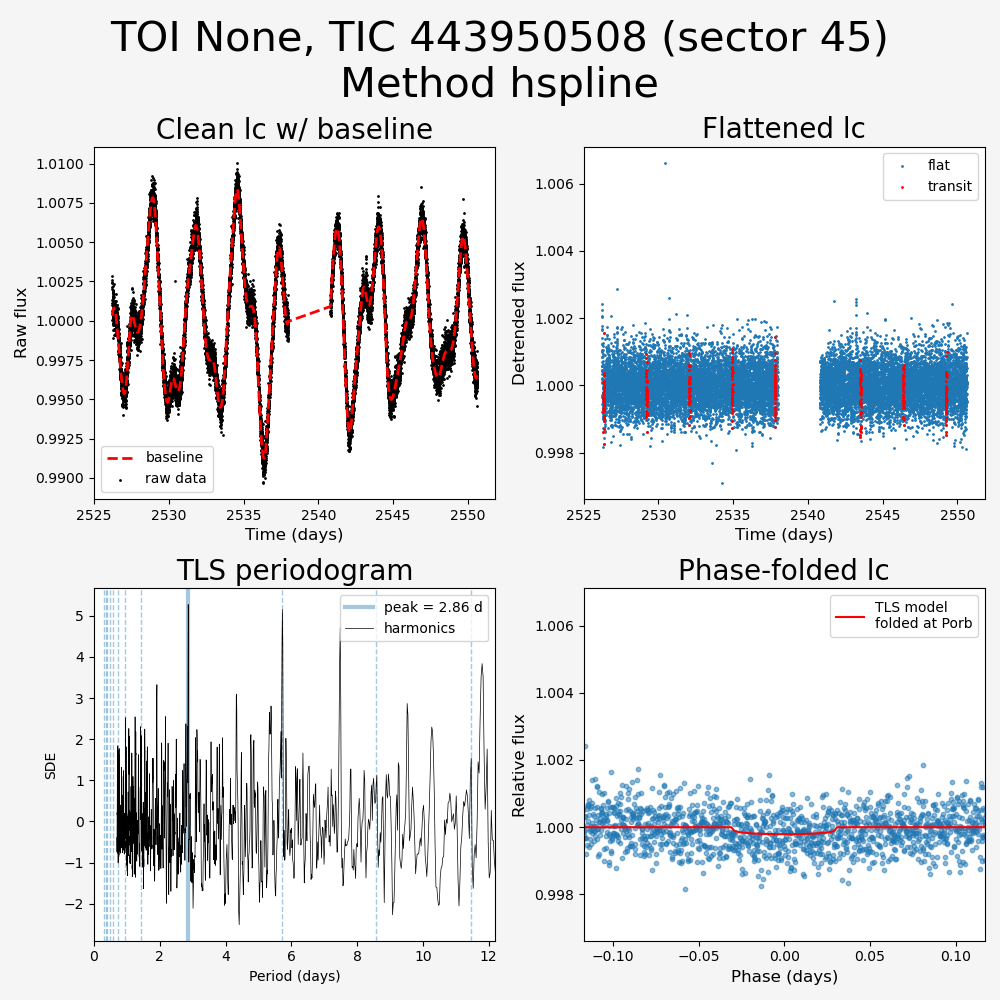 TOI None, TIC 443950508 (sector 45)
Method hspline
Clean lc w/ baseline
1.0100
1.0075
1.0050
1.0025
1.0000
0.9975
0.9950
0.9925
0.9900
Raw flux
baseline
raw data
2525
2530
2535
2540
2545
2550
Time (days)
Flattened lc
1.006
1.004
1.002
1.000
0.998
Detrended flux
flat
transit
2525
2530
2535
2540
2545
2550
Time (days)
TLS periodogram
5
4
3
2
1
0
−1
−2
SDE
peak = 2.86 d
harmonics
0
2
4
6
8
10
12
Period (days)
Phase-folded lc
1.006
1.004
1.002
1.000
0.998
Relative flux
TLS model
folded at Porb
−0.10
−0.05
0.00
0.05
0.10
Phase (days)